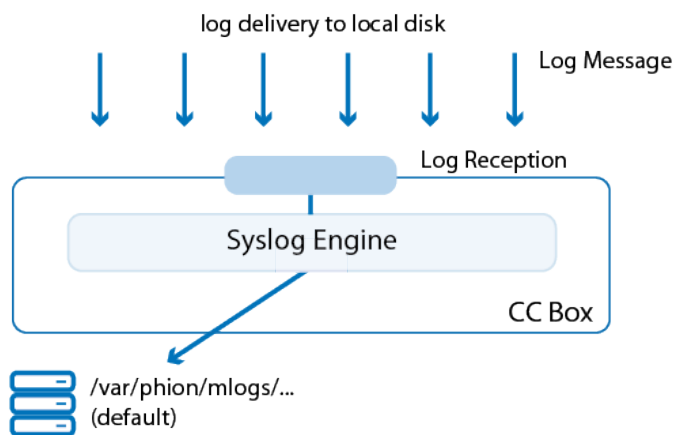 log delivery to local disk
Log Message
Log Reception
Syslog Engine
CC Box
/var/phion/mlogs/...
(default)